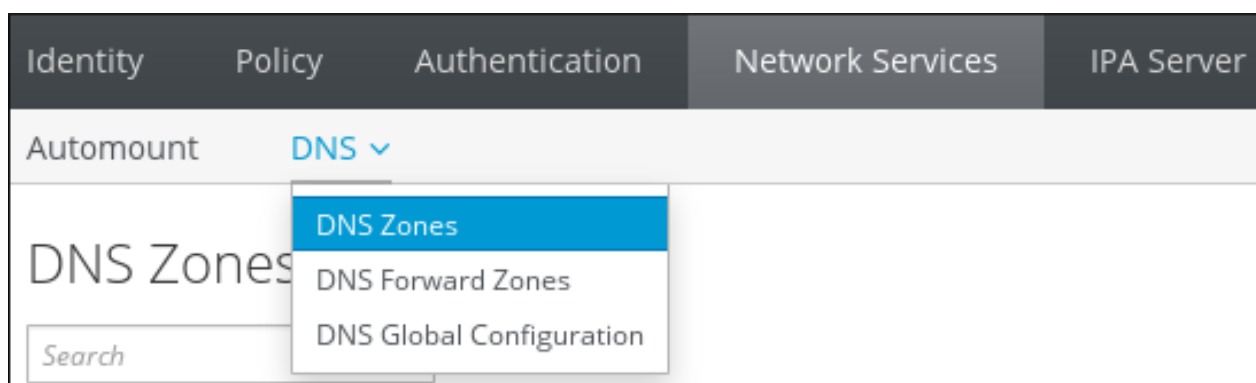 Identity Policy Authentication Network Services IPA Server
Automount DNS
DNS Zones
DNS Zones
DNS Forward Zones
DNS Global Configuration
Search